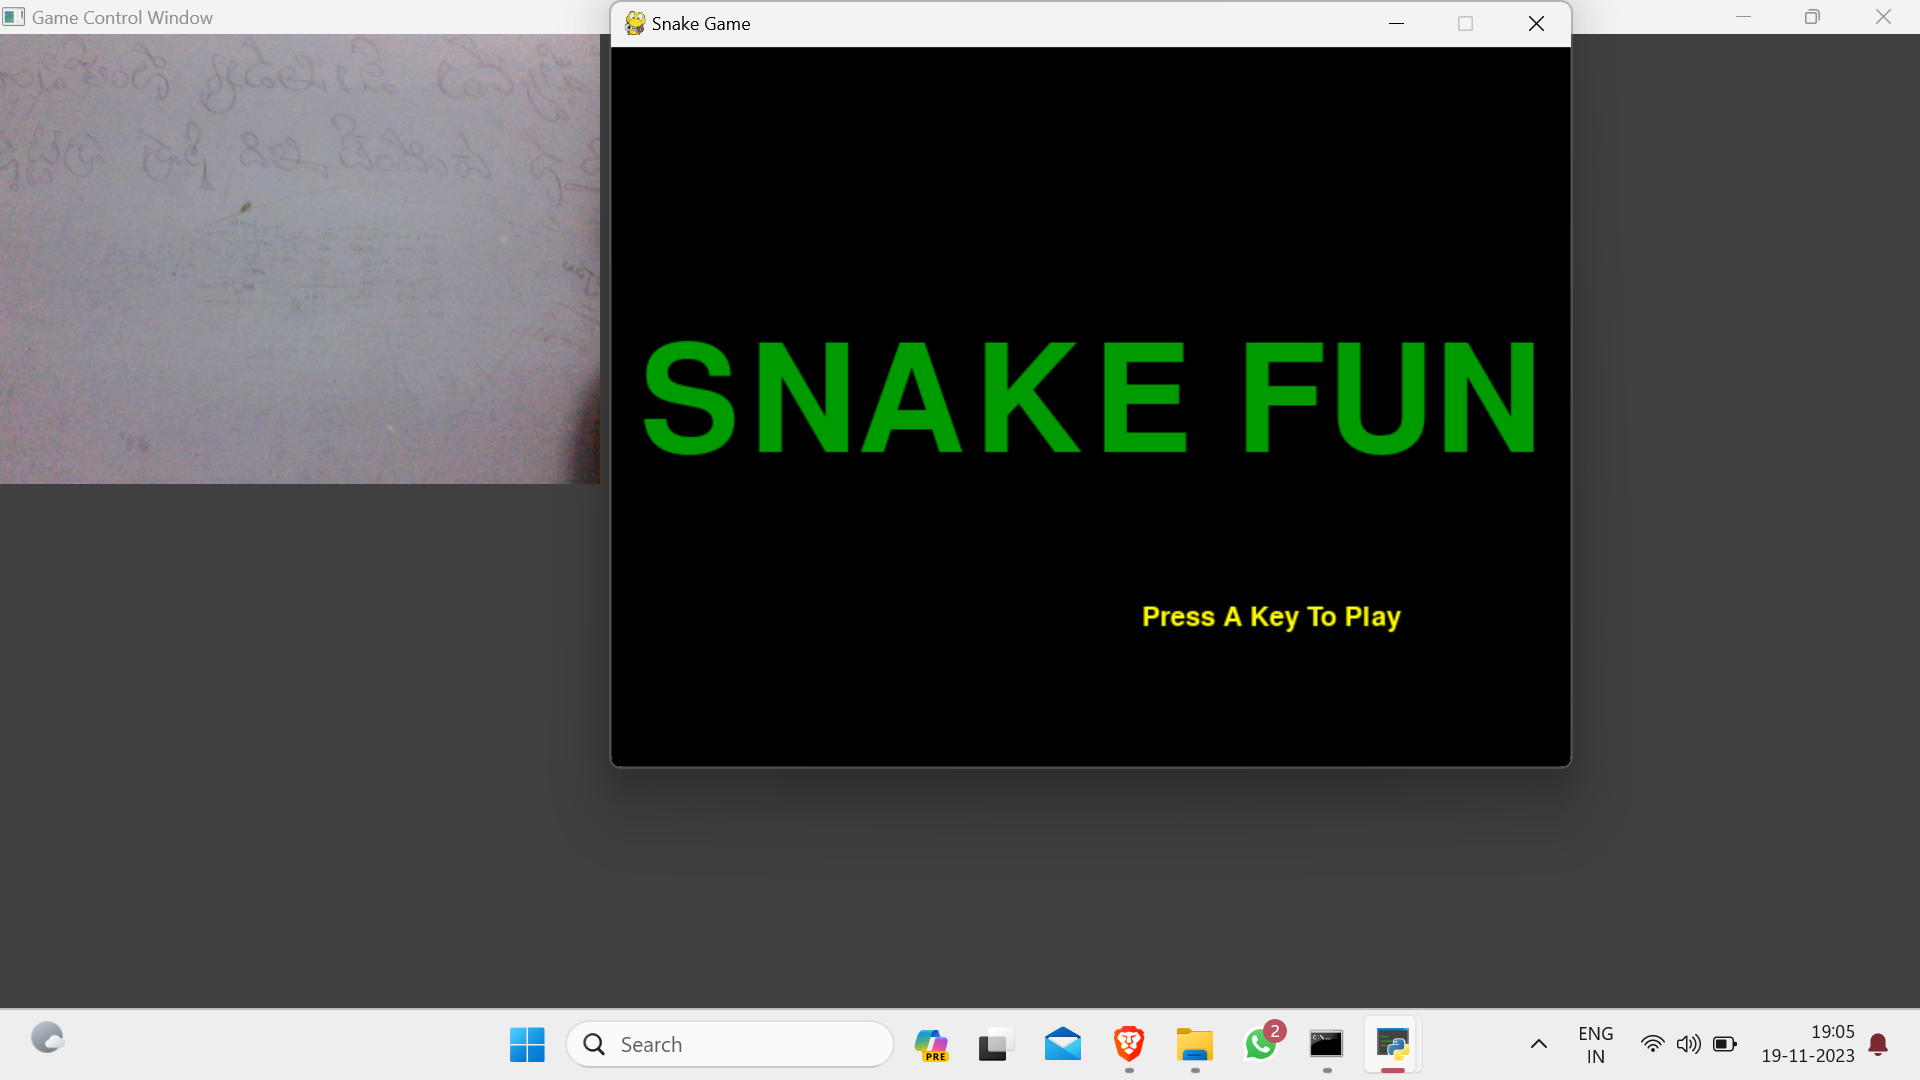 Game Control Window
Snake Game
SNAKE FUN
Press A Key To Play
Search
PRE
2
ENG
IN
19:05
19-11-2023